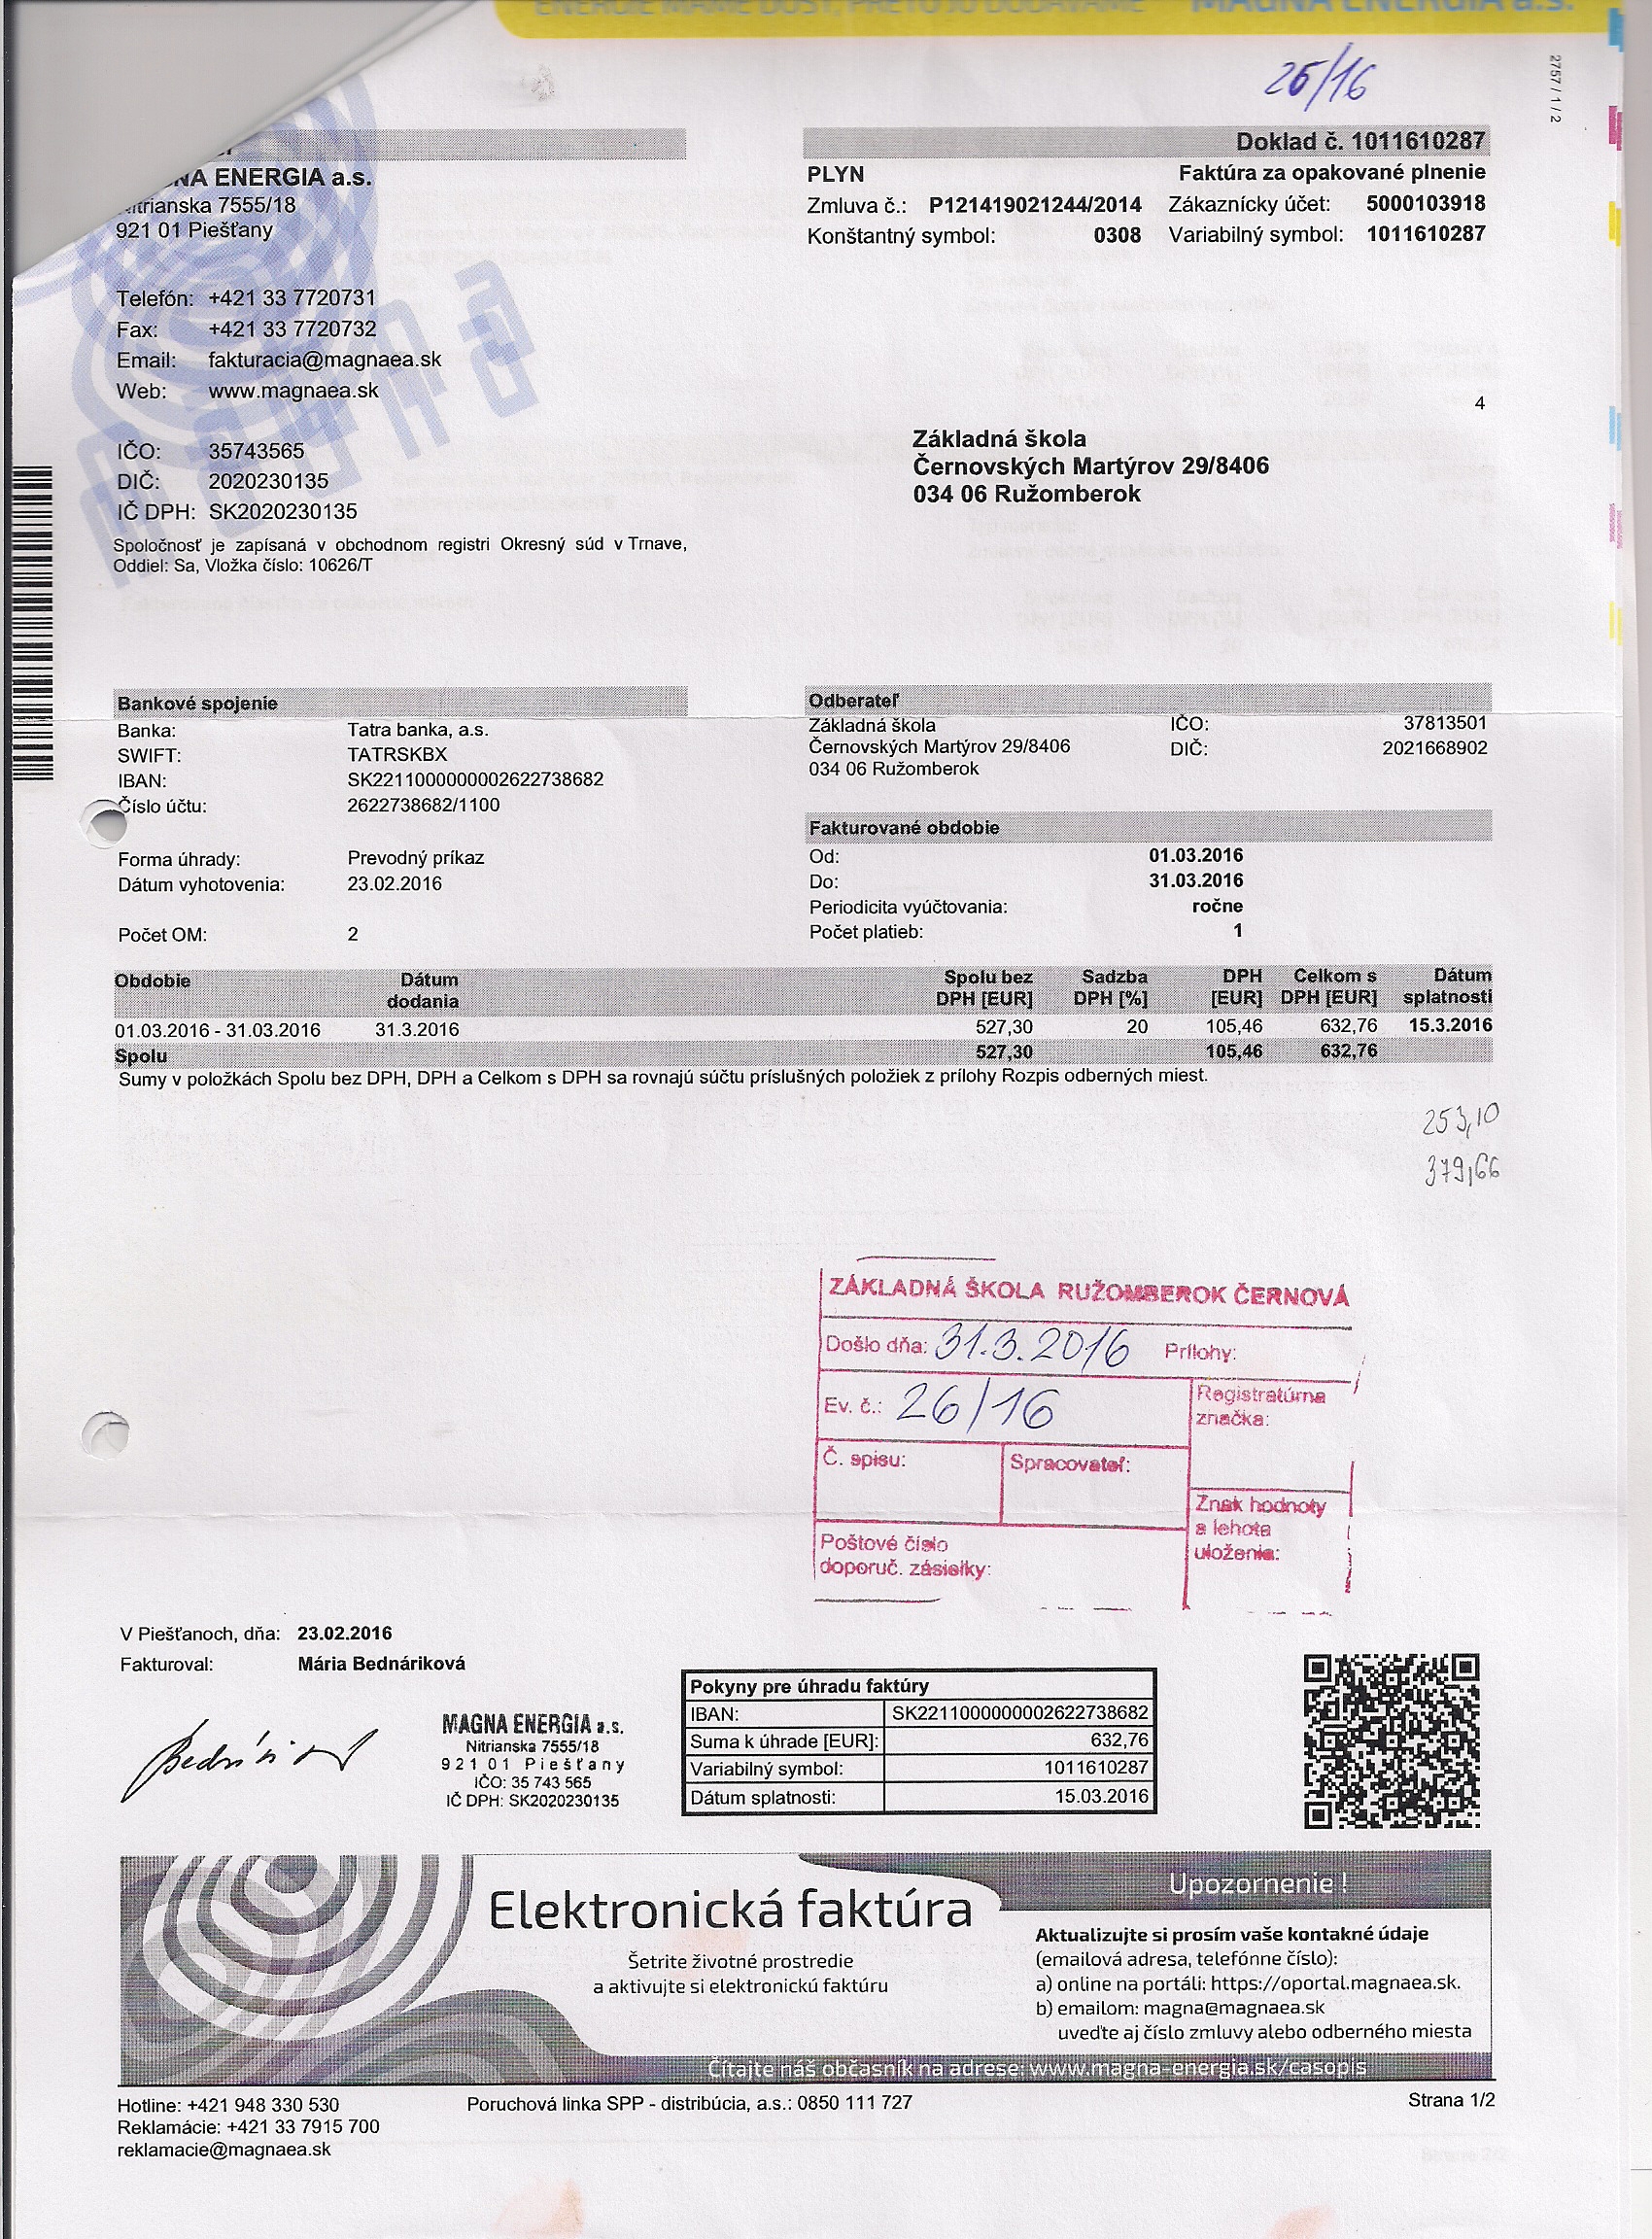 ENERGIE MÁME DOSŤ, PRETO JU DODÁVAME MAGNA ENERGIA a.s.
26/16
2757 / 1 / 2
Doklad č. 1011610287
ENERGIA a.s.
Nitrianska 7555/18
921 01 Piešťany
PLYN Faktúra za opakované plnenie
Zmluva č.: P121419021244/2014 Zákaznícky účet: 5000103918
Konštantný symbol: 0308 Variabilný symbol: 1011610287
Telefón: +421 33 7720731
Fax: +421 33 7720732
Email: fakturacia@magnaea.sk
Web: www.magnaea.sk
magna
4
Základná škola
Černovských Martýrov 29/8406
034 06 Ružomberok
IČO: 35743565
DIČ: 2020230135
IČ DPH: SK2020230135
Spoločnosť je zapísaná v obchodnom registri Okresný súd v Trnave,
Oddiel: Sa, Vložka číslo: 10626/T
Bankové spojenie
Banka: Tatra banka, a.s.
SWIFT: TATRSKBX
IBAN: SK2211000000002622738682
Číslo účtu: 2622738682/1100
Forma úhrady: Prevodný príkaz
Dátum vyhotovenia: 23.02.2016
Počet OM: 2
Odberateľ
Základná škola IČO: 37813501
Černovských Martýrov 29/8406 DIČ: 2021668902
034 06 Ružomberok
Fakturované obdobie
Od: 01.03.2016
Do: 31.03.2016
Periodicita vyúčtovania: ročne
Počet platieb: 1
Obdobie Dátum Spolu bez Sadzba DPH Celkom s Dátum
dodania DPH [EUR] DPH [%] [EUR] DPH [EUR] splatnosti
01.03.2016 - 31.03.2016 31.3.2016 527,30 20 105,46 632,76 15.3.2016
Spolu 527,30 105,46 632,76
Sumy v položkách Spolu bez DPH, DPH a Celkom s DPH sa rovnajú súčtu príslušných položiek z prílohy Rozpis odberných miest.
253,10
379,66
ZÁKLADNÁ ŠKOLA RUŽOMBEROK ČERNOVÁ
Došlo dňa: 31.3.2016 Prílohy:
Ev. č.: 26/16
Registratúrna
značka:
Č. spisu: Spracovateľ:
Znak hodnoty
a lehota
uloženia:
Poštové číslo
doporuč. zásielky:
V Piešťanoch, dňa: 23.02.2016
Fakturoval: Mária Bednáriková
MAGNA ENERGIA a.s.
Nitrianska 7555/18
921 01 Piešťany
IČO: 35 743 565
IČ DPH: SK2020230135
Pokyny pre úhradu faktúry
IBAN: SK2211000000002622738682
Suma k úhrade [EUR]: 632,76
Variabilný symbol: 1011610287
Dátum splatnosti: 15.03.2016
Elektronická faktúra
Šetrite životné prostredie
a aktivujte si elektronickú faktúru
Upozornenie !
Aktualizujte si prosím vaše kontakné údaje
(emailová adresa, telefónne číslo):
a) online na portáli: https://oportal.magnaea.sk.
b) emailom: magna@magnaea.sk
uveďte aj číslo zmluvy alebo odberného miesta
Čítajte náš občasník na adrese: www.magna-energia.sk/casopis
Hotline: +421 948 330 530
Reklamácie: +421 33 7915 700
reklamacie@magnaea.sk
Poruchová linka SPP - distribúcia, a.s.: 0850 111 727
Strana 1/2